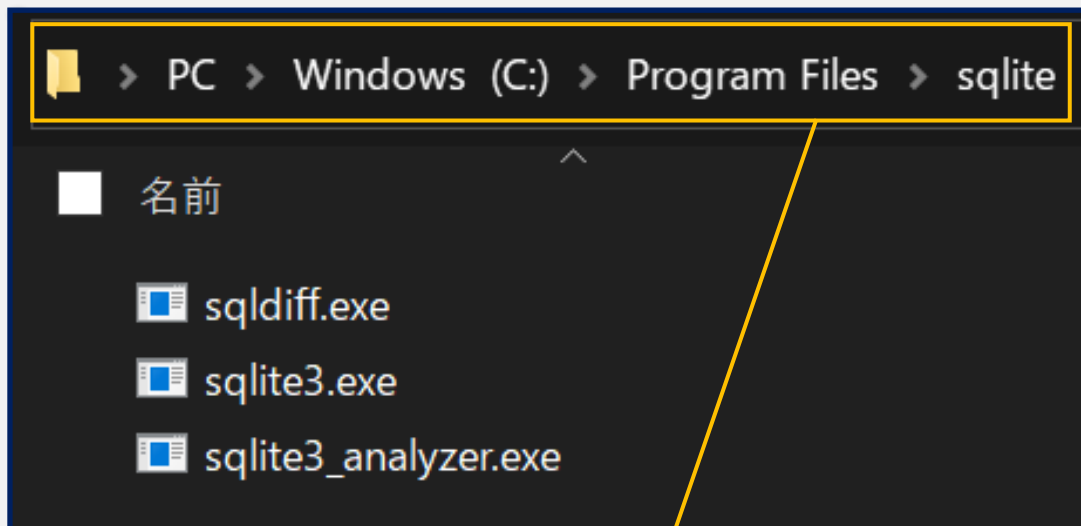 > PC > Windows (C:) > Program Files > sqlite
名前
sqldiff.exe
sqlite3.exe
sqlite3_analyzer.exe